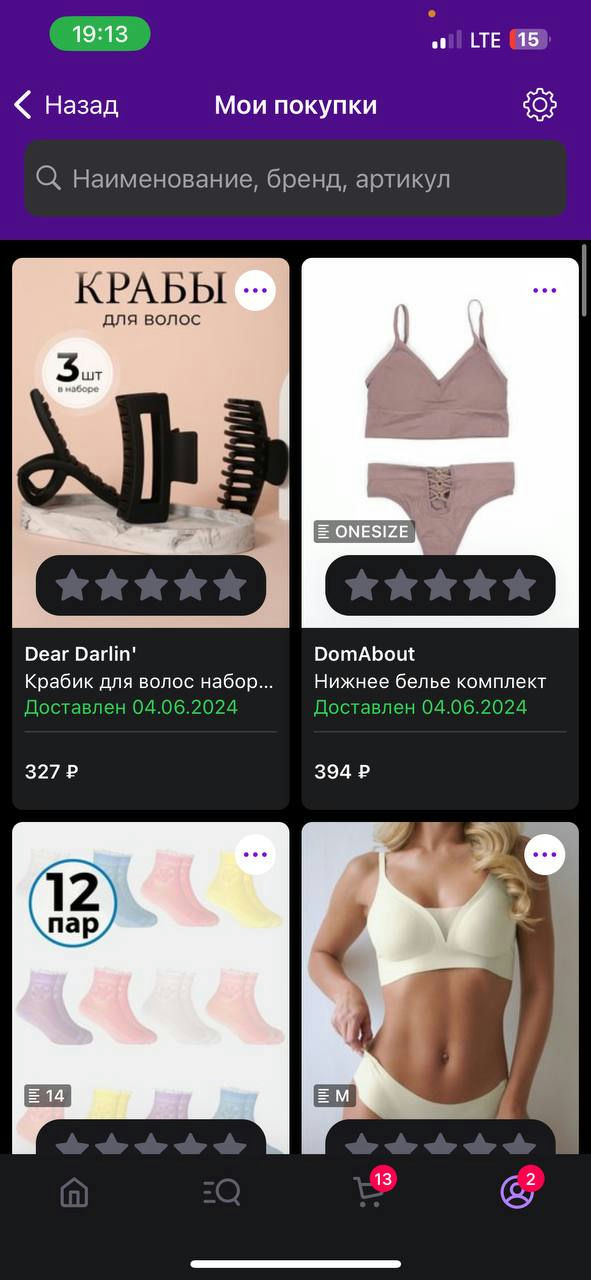 19:13
LTE 15
Назад
Мои покупки
Наименование, бренд, артикул
КРАБЫ
для волос
3 шт
в наборе
ONESIZE
Dear Darlin'
Крабик для волос набор...
Доставлен 04.06.2024
327 ₽
DomAbout
Нижнее белье комплект
Доставлен 04.06.2024
394 ₽
12
пар
14
M
13
2